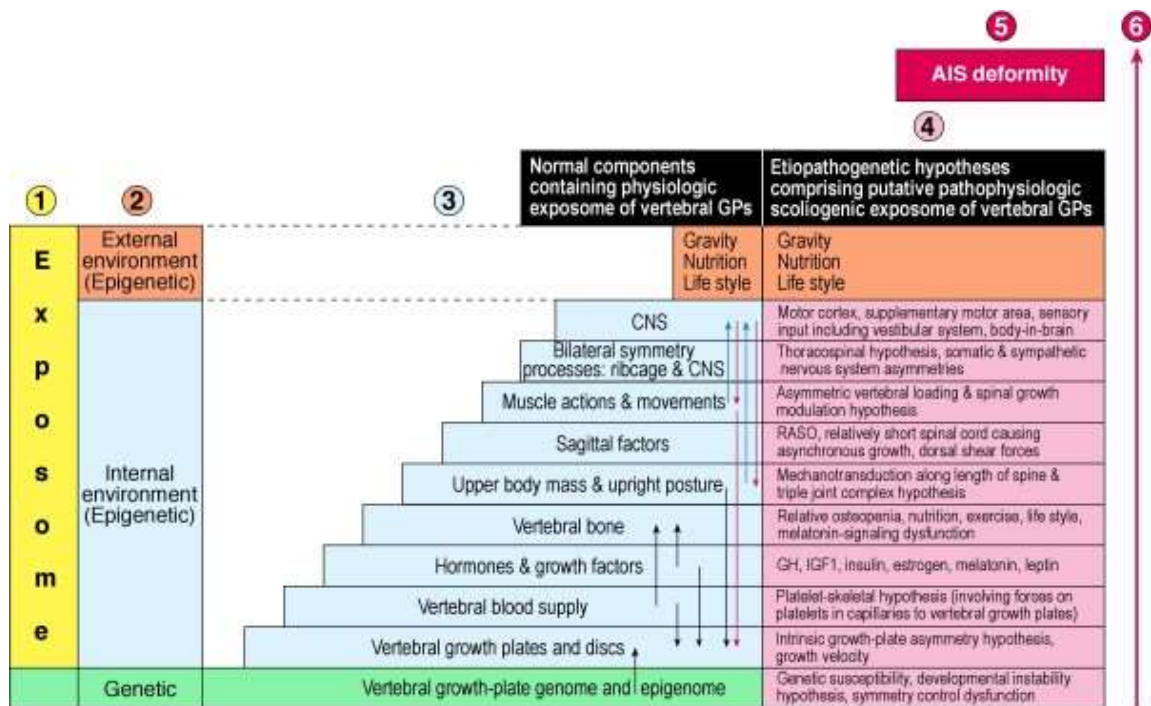 5
6
AIS deformity
4
Normal components
containing physiologic
exposome of vertebral GPs
Etiopathogenetic hypotheses
comprising putative pathophysiologic
scoliogenic exposome of vertebral GPs
1
2
3
E
x
p
o
s
o
m
e
External
environment
(Epigenetic)
Gravity
Nutrition
Life style
Gravity
Nutrition
Life style
Internal
environment
(Epigenetic)
CNS
Motor cortex, supplementary motor area, sensory
input including vestibular system, body-in-brain
Bilateral symmetry
processes: ribcage & CNS
Thoracospinal hypothesis, somatic & sympathetic
nervous system asymmetries
Muscle actions & movements
Asymmetric vertebral loading & spinal growth
modulation hypothesis
Sagittal factors
RASO, relatively short spinal cord causing
asynchronous growth, dorsal shear forces
Upper body mass & upright posture
Mechanotransduction along length of spine &
triple joint complex hypothesis
Vertebral bone
Relative osteopenia, nutrition, exercise, life style,
melatonin-signaling dysfunction
Hormones & growth factors
GH, IGF1, insulin, estrogen, melatonin, leptin
Vertebral blood supply
Platelet-skeletal hypothesis (involving forces on
platelets in capillaries to vertebral growth plates)
Vertebral growth plates and discs
Intrinsic growth-plate asymmetry hypothesis,
growth velocity
Genetic
Vertebral growth-plate genome and epigenome
Genetic susceptibility, developmental instability
hypothesis, symmetry control dysfunction